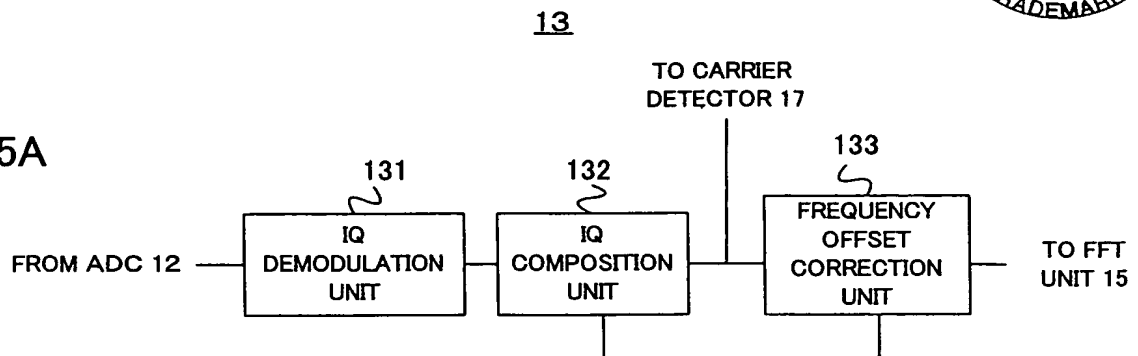 13
TO CARRIER
DETECTOR 17
5A
131
132
133
FROM ADC 12
IQ
DEMODULATION
UNIT
IQ
COMPOSITION
UNIT
FREQUENCY
OFFSET
CORRECTION
UNIT
TO FFT
UNIT 15